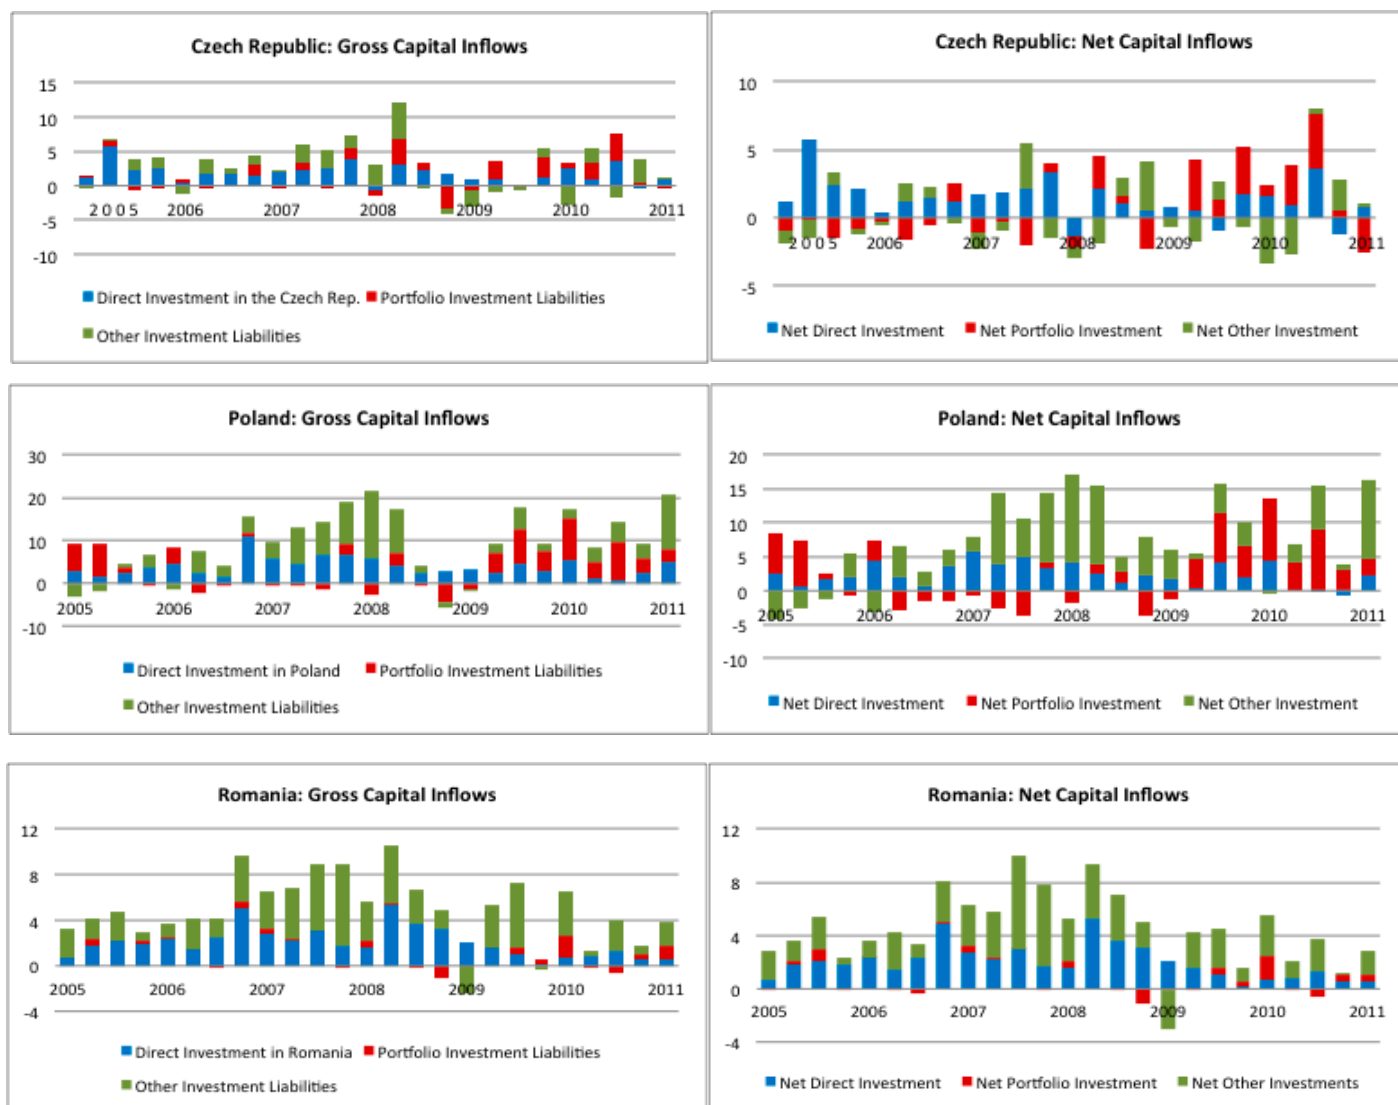 Czech Republic: Gross Capital Inflows
15
10
5
0
-5
-10
2 0 0 5 2006 2007 2008 2009 2010 2011
Direct Investment in the Czech Rep. Portfolio Investment Liabilities
Other Investment Liabilities
Czech Republic: Net Capital Inflows
10
5
0
-5
2 0 0 5 2006 2007 2008 2009 2010 2011
Net Direct Investment Net Portfolio Investment Net Other Investment
Poland: Gross Capital Inflows
30
20
10
0
-10
2005 2006 2007 2008 2009 2010 2011
Direct Investment in Poland Portfolio Investment Liabilities
Other Investment Liabilities
Poland: Net Capital Inflows
20
15
10
5
0
-5
-10
2005 2006 2007 2008 2009 2010 2011
Net Direct Investment Net Portfolio Investment Net Other Investment
Romania: Gross Capital Inflows
12
8
4
0
-4
2005 2006 2007 2008 2009 2010 2011
Direct Investment in Romania Portfolio Investment Liabilities
Other Investment Liabilities
Romania: Net Capital Inflows
12
8
4
0
-4
2005 2006 2007 2008 2009 2010 2011
Net Direct Investment Net Portfolio Investment Net Other Investments